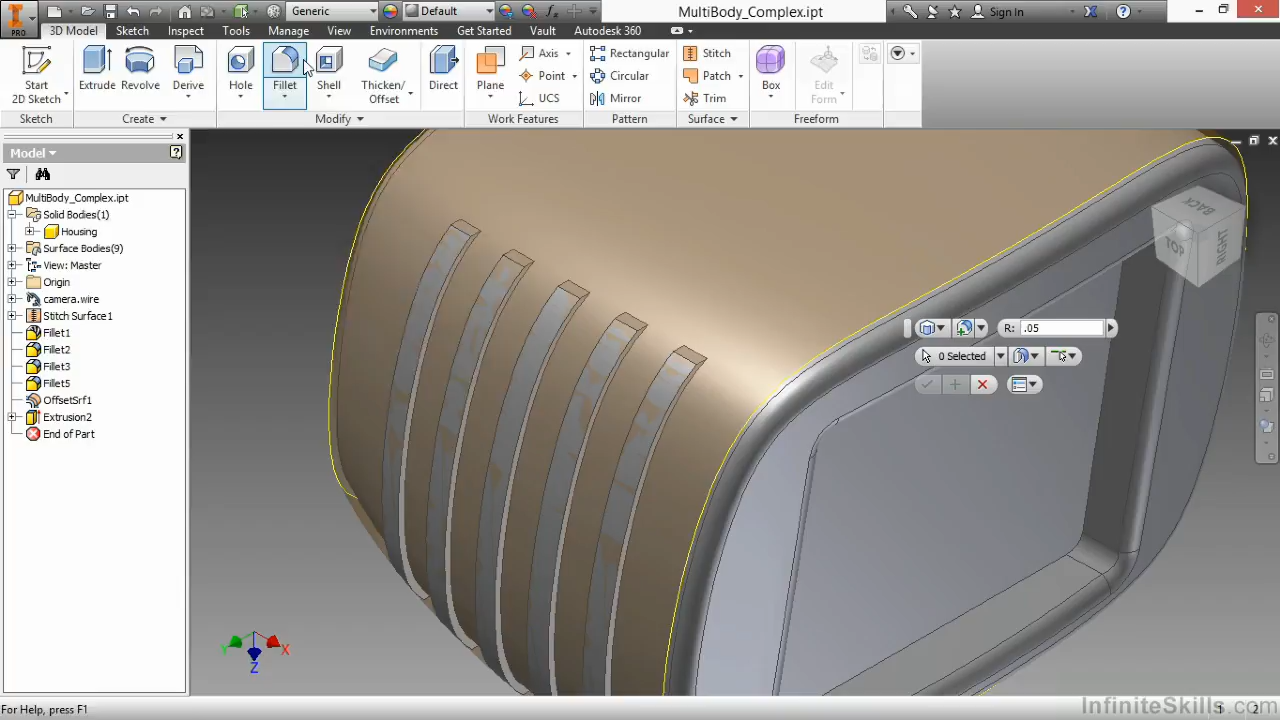 PRO
Generic
Default
MultiBody_Complex.ipt
Sign In
3D Model Sketch Inspect Tools Manage View Environments Get Started Vault Autodesk 360
Start
2D Sketch
Extrude
Revolve
Derive
Hole
Fillet
Shell
Thicken/
Offset
Direct
Plane
Axis
Point
UCS
Rectangular
Circular
Mirror
Stitch
Patch
Trim
Box
Edit
Form
Sketch
Create
Modify
Work Features
Pattern
Surface
Freeform
Model
MultiBody_Complex.ipt
Solid Bodies(1)
Housing
Surface Bodies(9)
View: Master
Origin
camera.wire
Stitch Surface1
Fillet1
Fillet2
Fillet3
Fillet5
OffsetSrf1
Extrusion2
End of Part
BACK
TOP
RIGHT
R: .05
0 Selected
Y
X
Z
For Help, press F1
1 2
InfiniteSkills.com